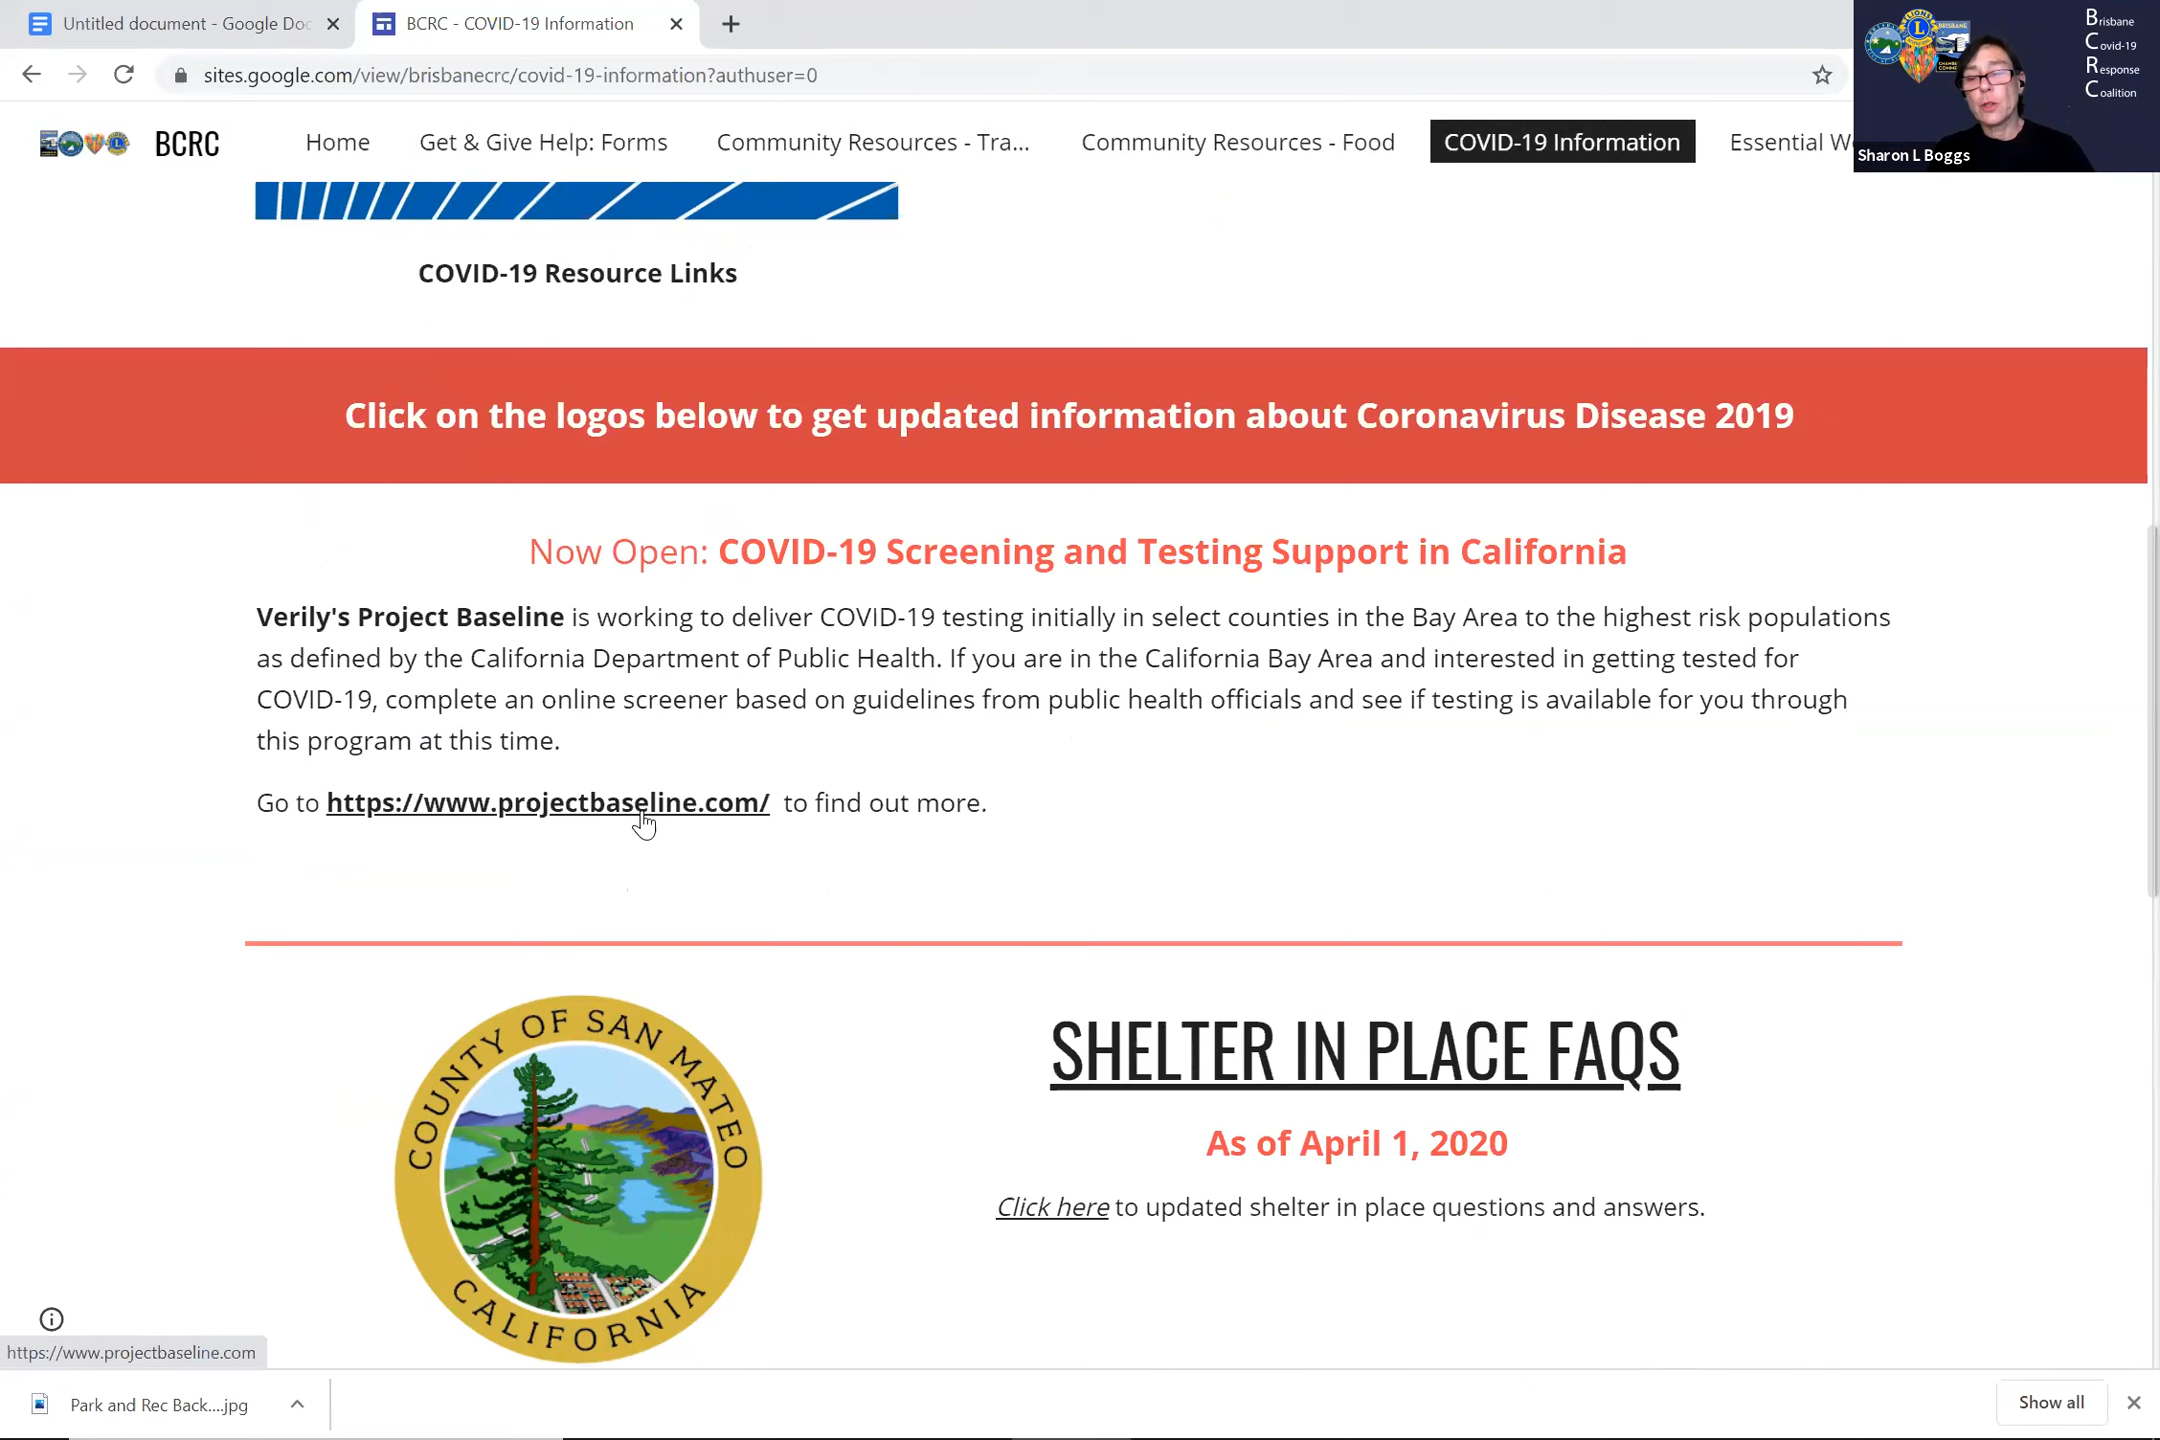 Untitled document - Google Doc
BCRC - COVID-19 Information
sites.google.com/view/brisbanecrc/covid-19-information?authuser=0
Brisbane
Covid-19
Response
Coalition
Sharon L Boggs
BCRC
Home
Get & Give Help: Forms
Community Resources - Tra...
Community Resources - Food
COVID-19 Information
Essential W
COVID-19 Resource Links
Click on the logos below to get updated information about Coronavirus Disease 2019
Now Open: COVID-19 Screening and Testing Support in California
Verily's Project Baseline is working to deliver COVID-19 testing initially in select counties in the Bay Area to the highest risk populations
as defined by the California Department of Public Health. If you are in the California Bay Area and interested in getting tested for
COVID-19, complete an online screener based on guidelines from public health officials and see if testing is available for you through
this program at this time.
Go to https://www.projectbaseline.com/ to find out more.
COUNTY OF SAN MATEO
CALIFORNIA
SHELTER IN PLACE FAQS
As of April 1, 2020
Click here to updated shelter in place questions and answers.
https://www.projectbaseline.com
Park and Rec Back....jpg
Show all